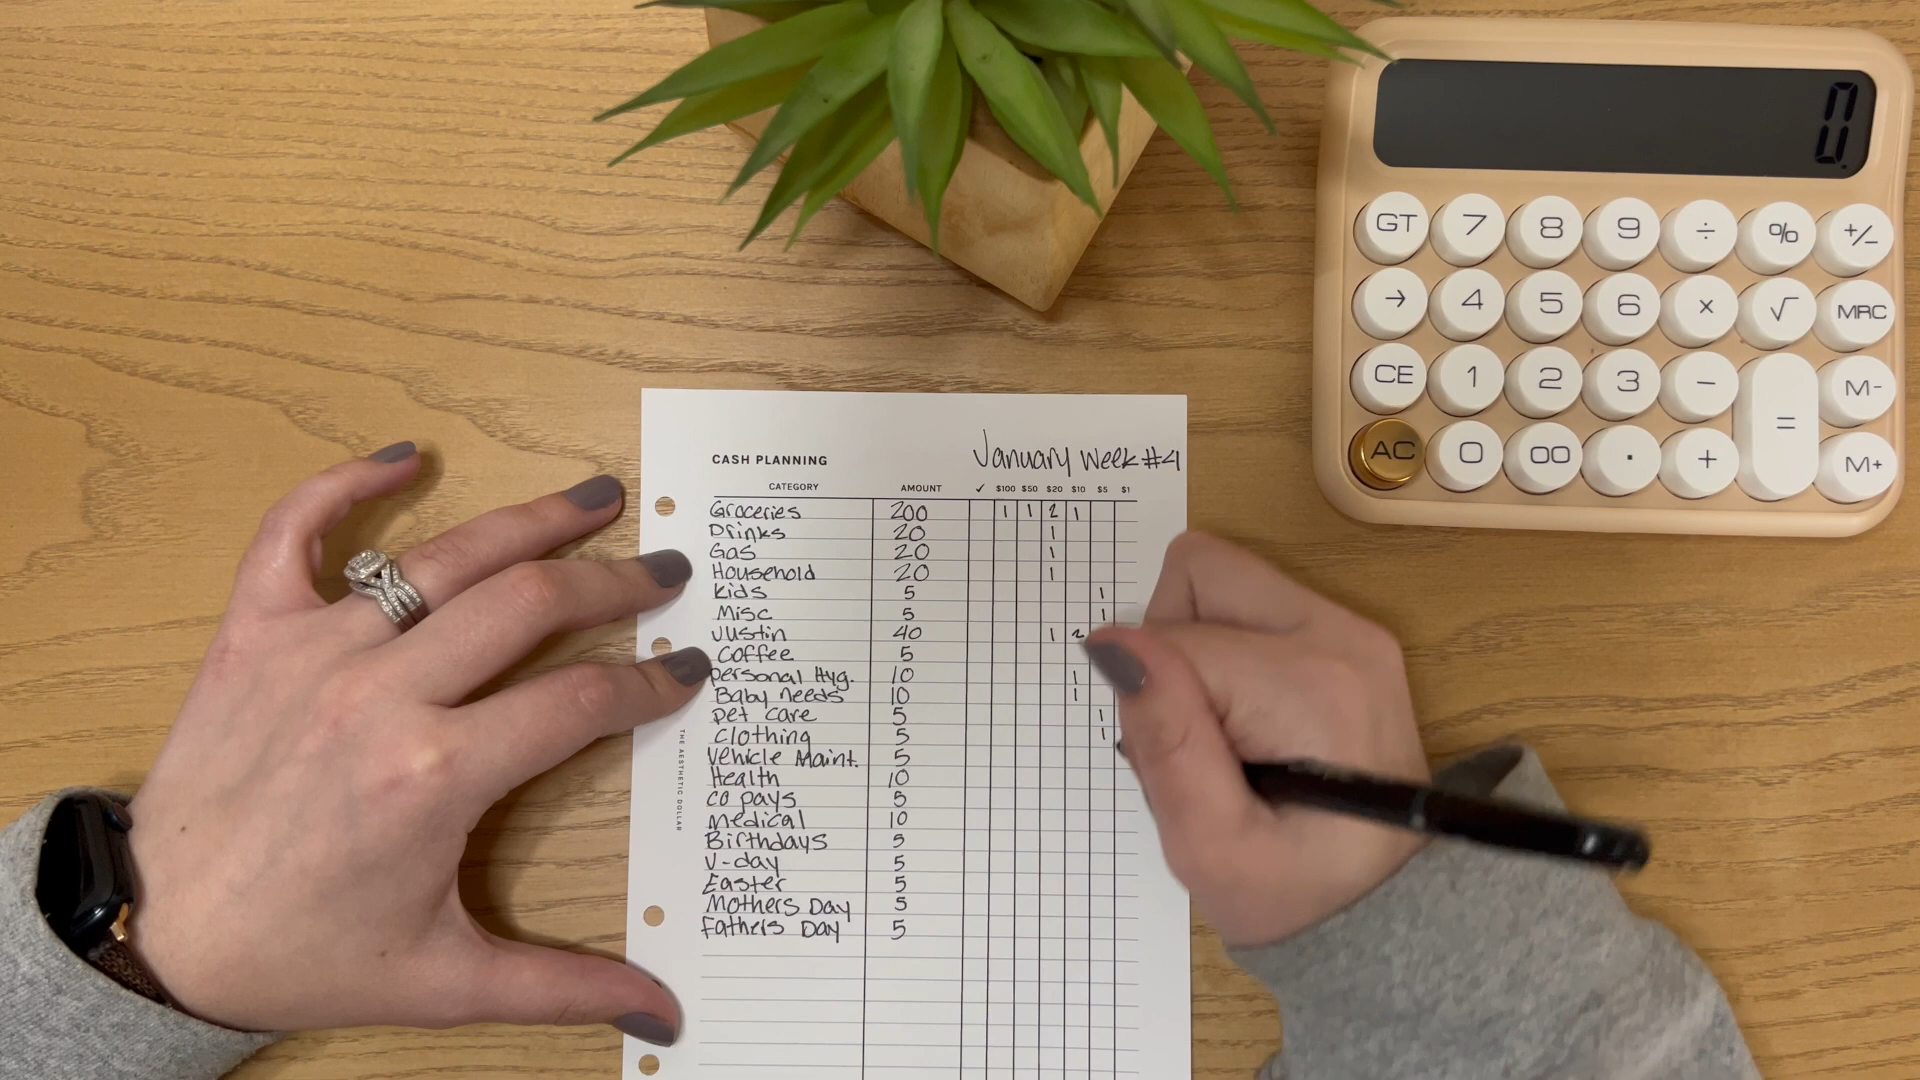 GT 7 8 9 ÷ % +/-
→ 4 5 6 × √ MRC
CE 1 2 3 - = M-
AC 0 00 . + M+
0.
January Week #4
CASH PLANNING
CATEGORY AMOUNT ✓ $100 $50 $20 $10 $5 $1
Groceries 200 1 1 2 1
Drinks 20 1
Gas 20 1
Household 20 1
Kids 5 1
Misc 5 1
Justin 40 1 2
Coffee 5
Personal Hyg. 10 1
Baby needs 10 1
Pet care 5 1
Clothing 5 1
Vehicle Maint. 5
Health 10
Co pays 5
Medical 10
Birthdays 5
V-day 5
Easter 5
Mothers Day 5
Fathers Day 5
THE AESTHETIC DOLLAR